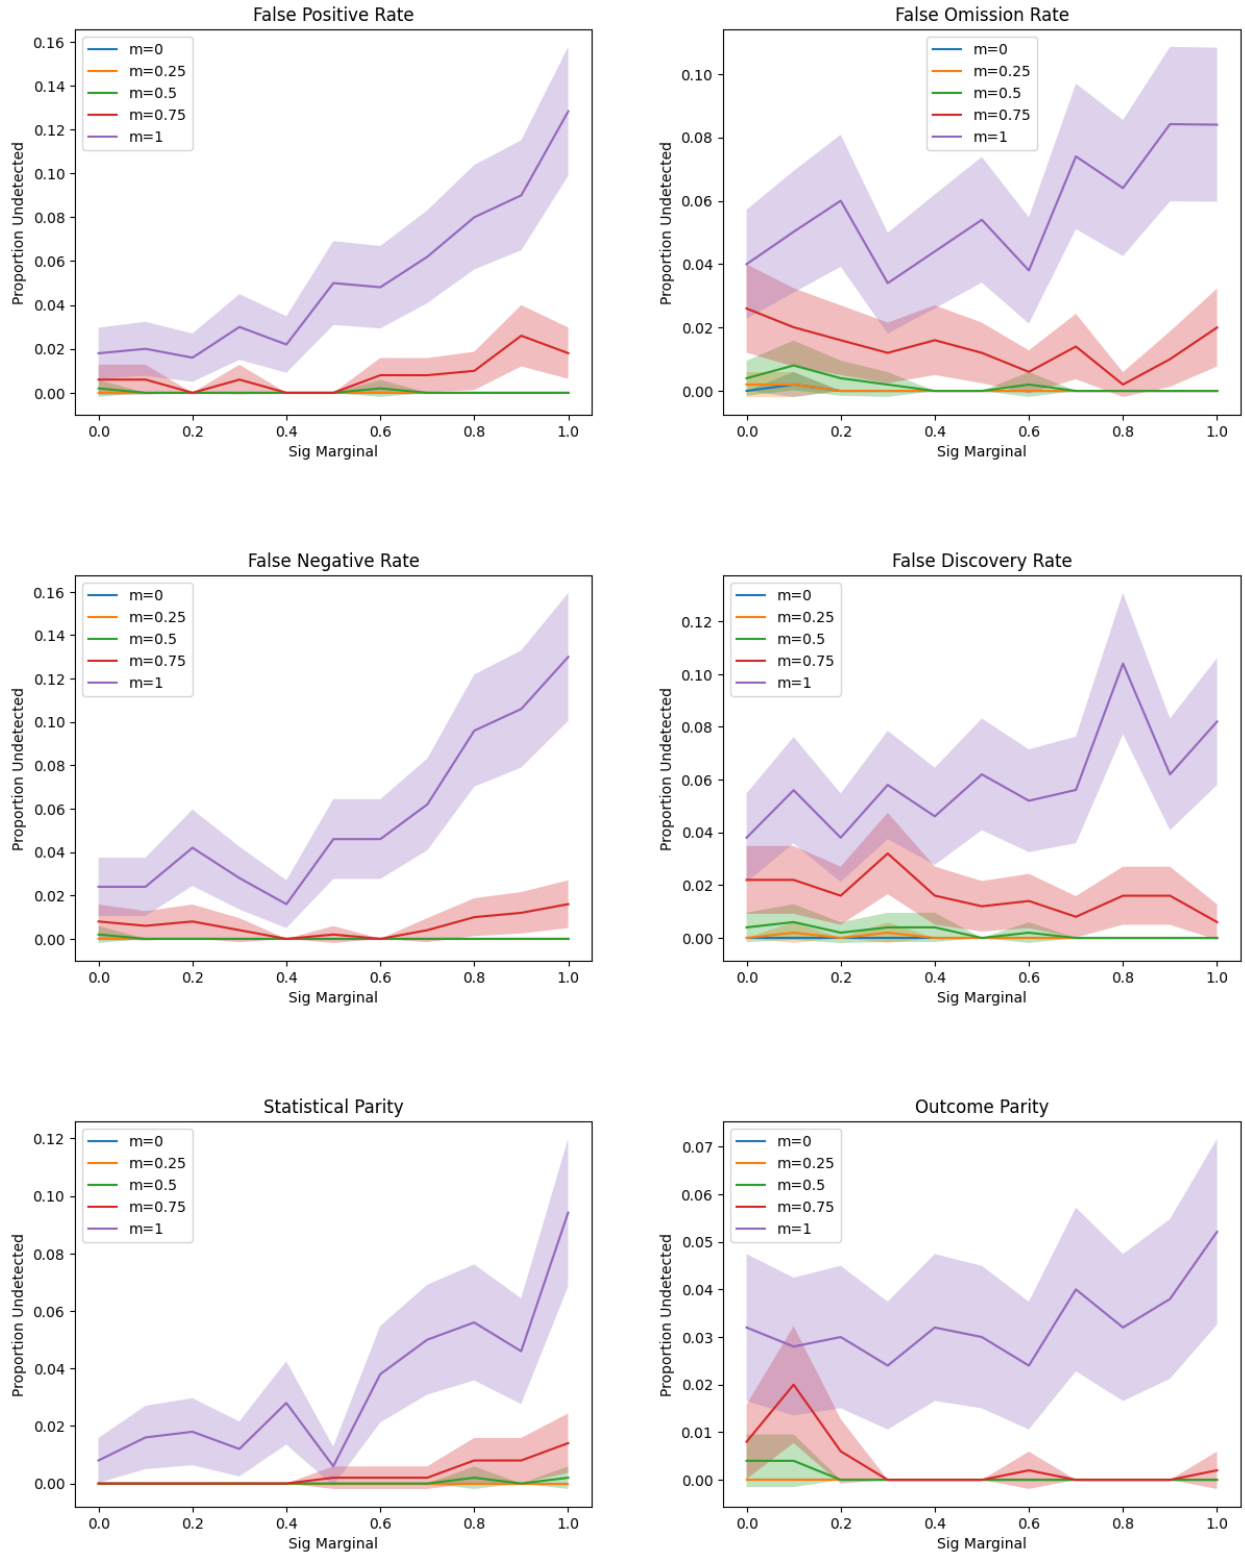 False Positive Rate
Proportion Undetected
0.16
0.14
0.12
0.10
0.08
0.06
0.04
0.02
0.00
m=0
m=0.25
m=0.5
m=0.75
m=1
0.0 0.2 0.4 0.6 0.8 1.0
Sig Marginal
False Omission Rate
Proportion Undetected
0.10
0.08
0.06
0.04
0.02
0.00
m=0
m=0.25
m=0.5
m=0.75
m=1
0.0 0.2 0.4 0.6 0.8 1.0
Sig Marginal
False Negative Rate
Proportion Undetected
0.16
0.14
0.12
0.10
0.08
0.06
0.04
0.02
0.00
m=0
m=0.25
m=0.5
m=0.75
m=1
0.0 0.2 0.4 0.6 0.8 1.0
Sig Marginal
False Discovery Rate
Proportion Undetected
0.12
0.10
0.08
0.06
0.04
0.02
0.00
m=0
m=0.25
m=0.5
m=0.75
m=1
0.0 0.2 0.4 0.6 0.8 1.0
Sig Marginal
Statistical Parity
Proportion Undetected
0.12
0.10
0.08
0.06
0.04
0.02
0.00
m=0
m=0.25
m=0.5
m=0.75
m=1
0.0 0.2 0.4 0.6 0.8 1.0
Sig Marginal
Outcome Parity
Proportion Undetected
0.07
0.06
0.05
0.04
0.03
0.02
0.01
0.00
m=0
m=0.25
m=0.5
m=0.75
m=1
0.0 0.2 0.4 0.6 0.8 1.0
Sig Marginal